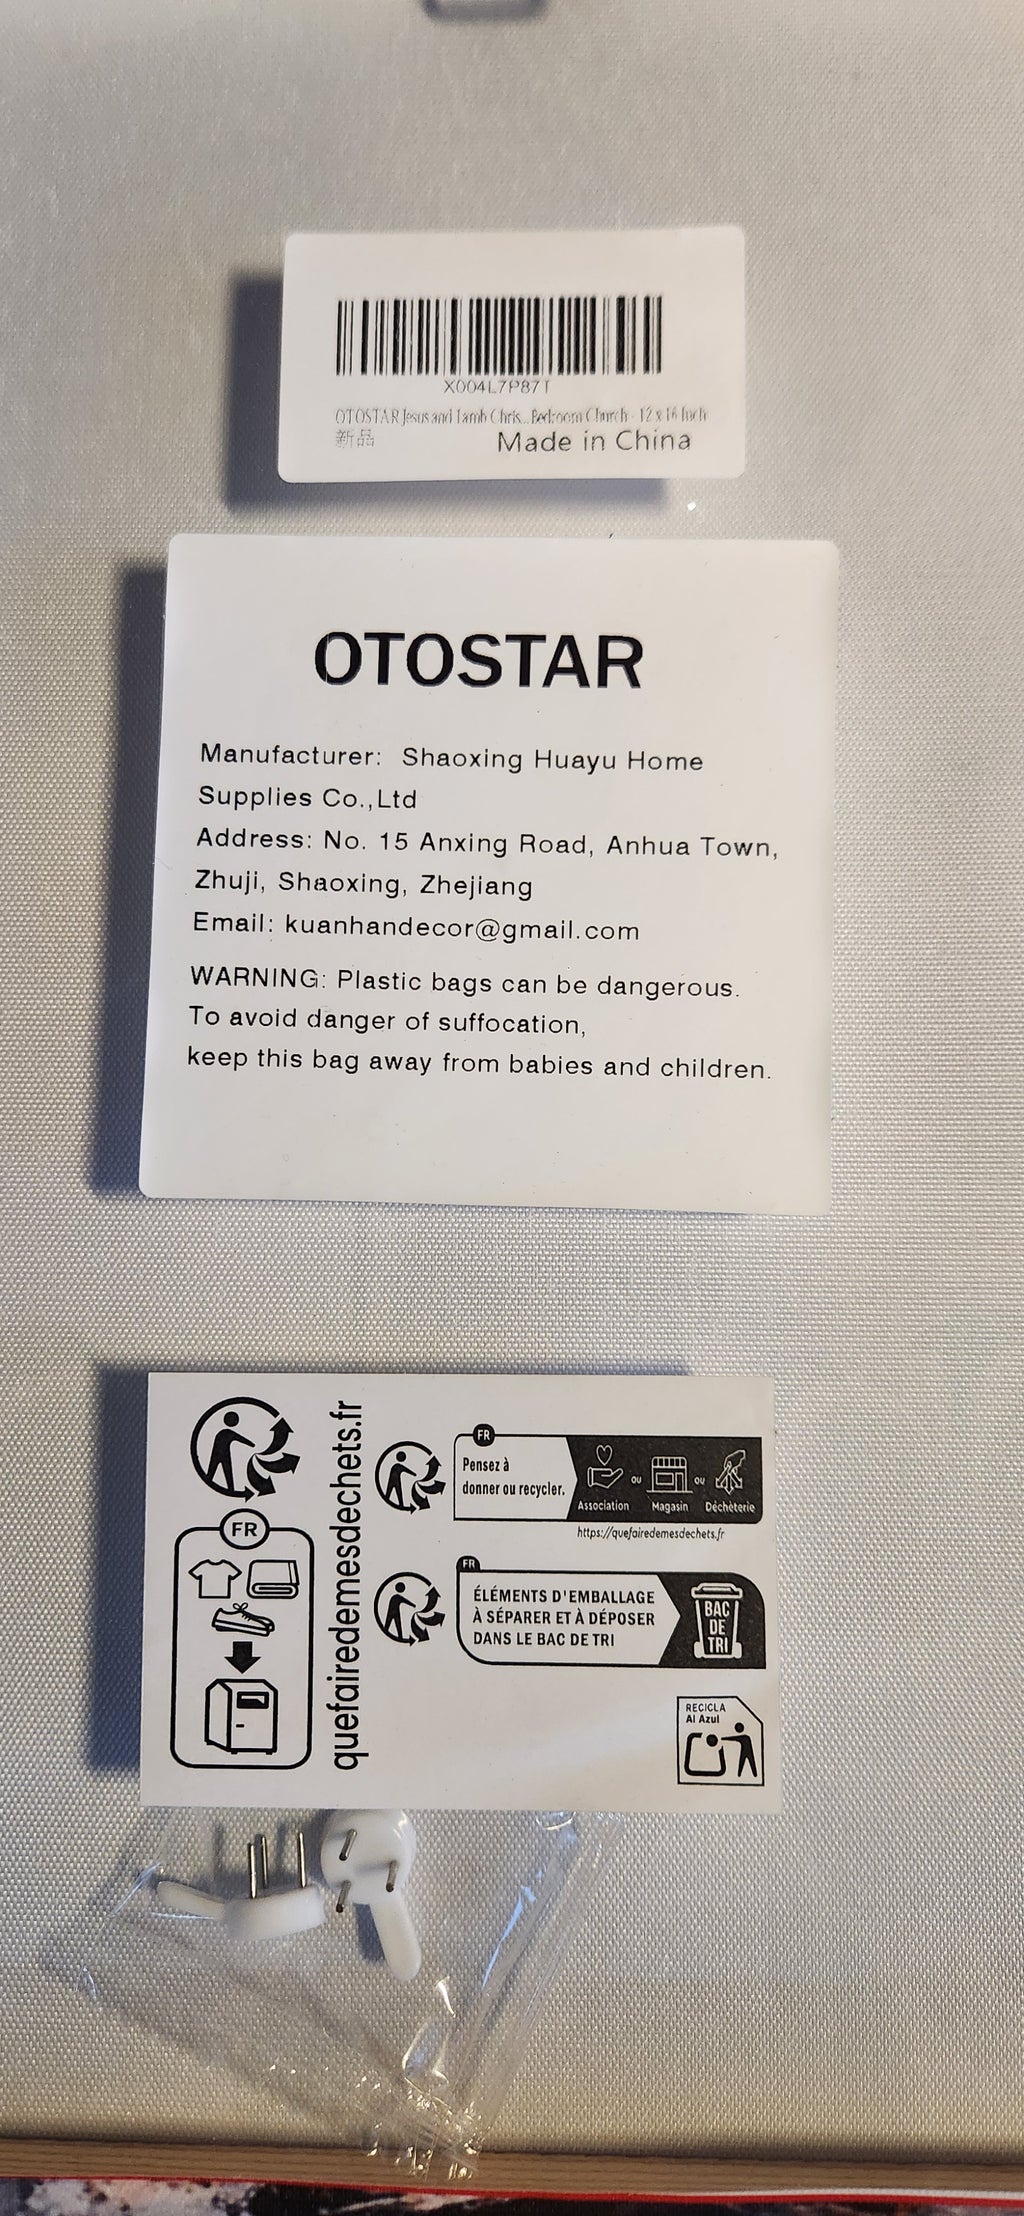 X004L7P87T
OTOSTAR Jesus and Lamb Chris...Bedroom Church - 12 x 16 Inch
新品
Made in China
OTOSTAR
Manufacturer: Shaoxing Huayu Home
Supplies Co.,Ltd
Address: No. 15 Anxing Road, Anhua Town,
Zhuji, Shaoxing, Zhejiang
Email: kuanhandecor@gmail.com
WARNING: Plastic bags can be dangerous.
To avoid danger of suffocation,
keep this bag away from babies and children.
FR
quefairedemesdechets.fr
FR
Pensez à
donner ou recycler.
Association ou Magasin ou Déchèterie
https://quefairedemesdechets.fr
FR
ÉLÉMENTS D'EMBALLAGE
À SÉPARER ET À DÉPOSER
DANS LE BAC DE TRI
BAC
DE
TRI
RECICLA
Al Azul